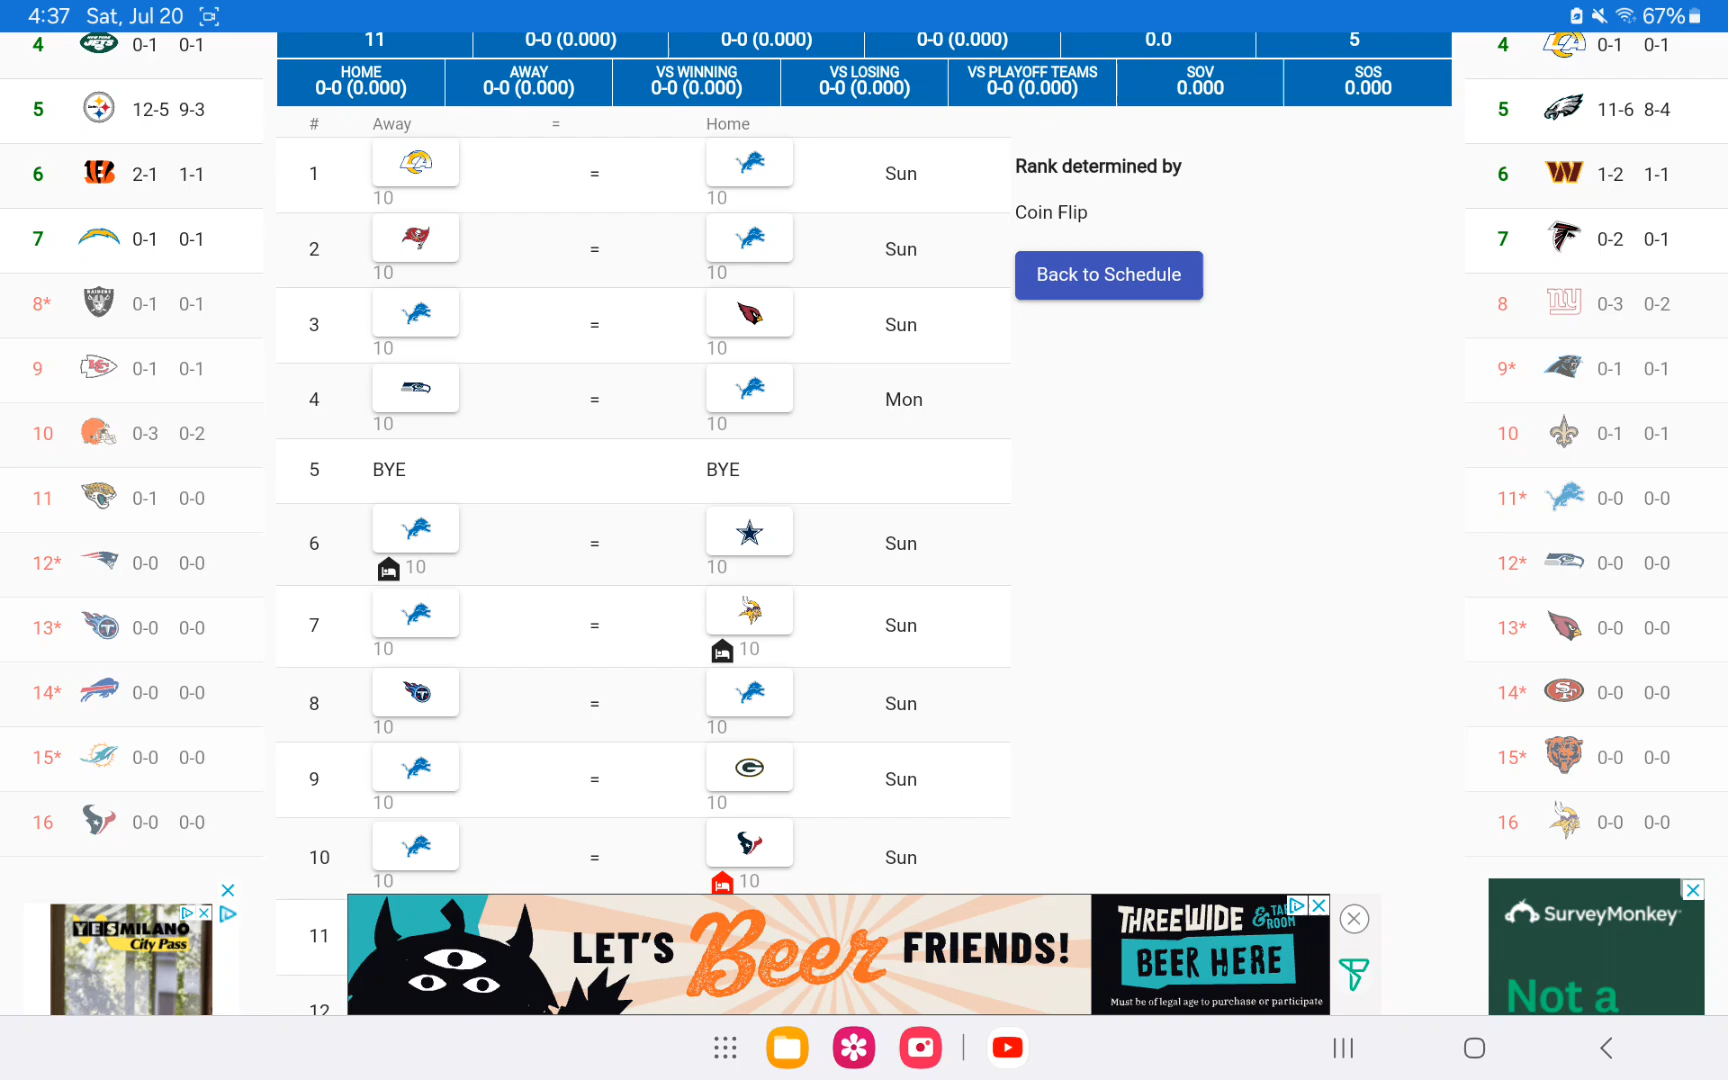 4:37 Sat, Jul 20 67%
4 0-1 0-1
5 12-5 9-3
6 2-1 1-1
7 0-1 0-1
8* 0-1 0-1
9 0-1 0-1
10 0-3 0-2
11 0-1 0-0
12* 0-0 0-0
13* 0-0 0-0
14* 0-0 0-0
15* 0-0 0-0
16 0-0 0-0
11 0-0 (0.000) 0-0 (0.000) 0-0 (0.000) 0.0 5
HOME AWAY VS WINNING VS LOSING VS PLAYOFF TEAMS SOV SOS
0-0 (0.000) 0-0 (0.000) 0-0 (0.000) 0-0 (0.000) 0-0 (0.000) 0.000 0.000
# Away = Home
1 = Sun
10 10
2 = Sun
10 10
3 = Sun
10 10
4 = Mon
10 10
5 BYE BYE
6 = Sun
10 10
7 = Sun
10 10
8 = Sun
10 10
9 G = Sun
10 10
10 = Sun
10 10
11
12
Rank determined by
Coin Flip
Back to Schedule
4 0-1 0-1
5 11-6 8-4
6 W 1-2 1-1
7 0-2 0-1
8 ny 0-3 0-2
9* 0-1 0-1
10 0-1 0-1
11* 0-0 0-0
12* 0-0 0-0
13* 0-0 0-0
14* SF 0-0 0-0
15* 0-0 0-0
16 0-0 0-0
YESMILANO
City Pass
LET'S Beer FRIENDS!
THREEWIDE & TAP ROOM
BEER HERE
Must be of legal age to purchase or participate
SurveyMonkey
Not a